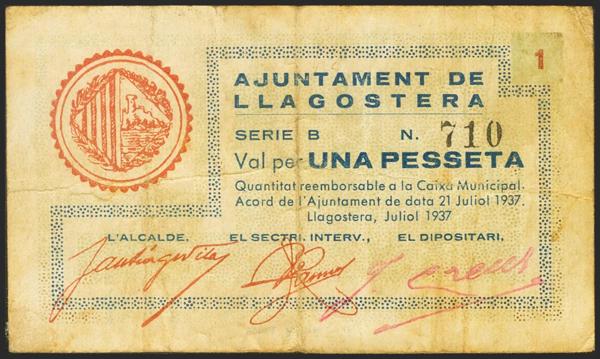 1
AJUNTAMENT DE
LLAGOSTERA
SERIE B N. 710
Val per UNA PESSETA
Quantitat reemborsable a la Caixa Municipal.
Acord de l'Ajuntament de data 21 Juliol 1937.
Llagostera, Juliol 1937
L'ALCALDE, EL SECTRI. INTERV., EL DIPOSITARI,